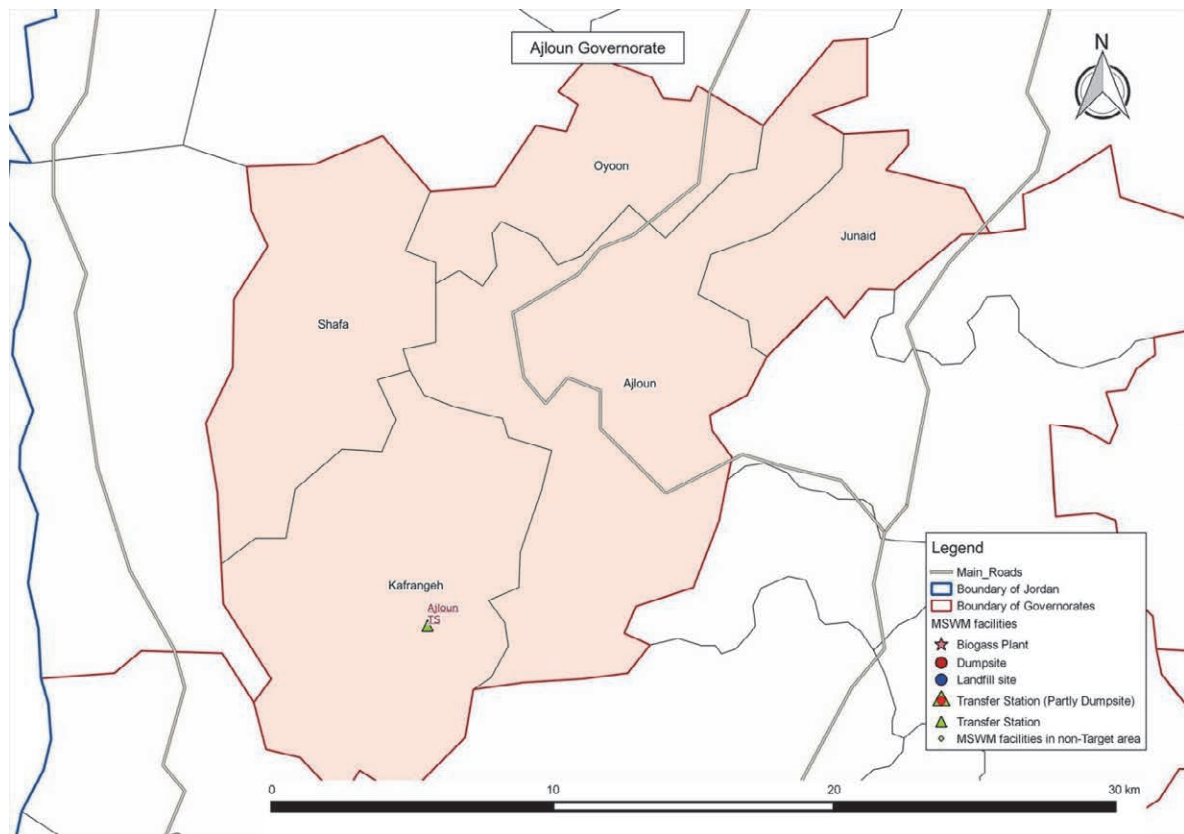 Ajloun Governorate
N
Oyoon
Junaid
Shafa
Ajloun
Kafrangeh
Ajloun
TS
Legend
Main_Roads
Boundary of Jordan
Boundary of Governorates
MSWM facilities
Biogass Plant
Dumpsite
Landfill site
Transfer Station (Partly Dumpsite)
Transfer Station
MSWM facilities in non-Target area
0 10 20 30 km